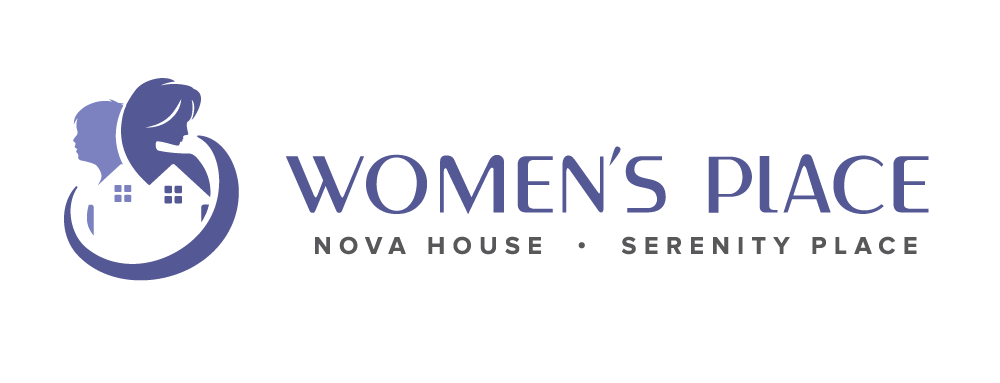 WOMEN'S PLACE
NOVA HOUSE • SERENITY PLACE